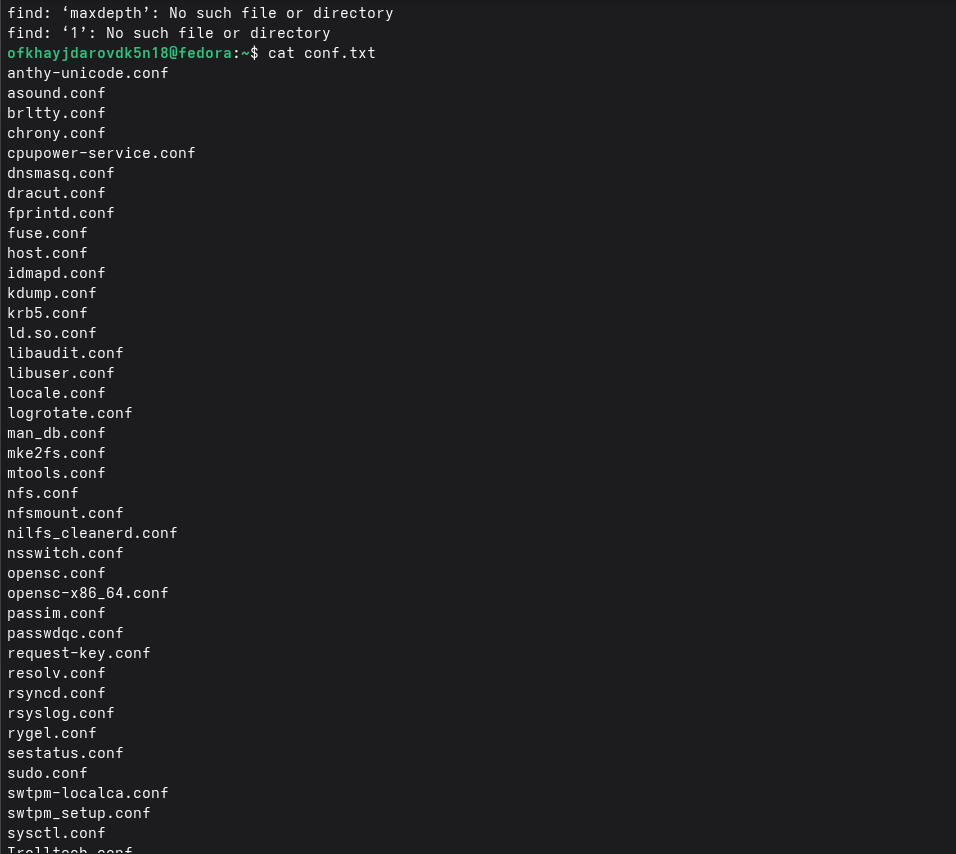 find: ‘maxdepth’: No such file or directory
find: ‘1’: No such file or directory
ofkhayjdarovdk5n18@fedora:~$ cat conf.txt
anthy-unicode.conf
asound.conf
brltty.conf
chrony.conf
cpupower-service.conf
dnsmasq.conf
dracut.conf
fprintd.conf
fuse.conf
host.conf
idmapd.conf
kdump.conf
krb5.conf
ld.so.conf
libaudit.conf
libuser.conf
locale.conf
logrotate.conf
man_db.conf
mke2fs.conf
mtools.conf
nfs.conf
nfsmount.conf
nilfs_cleanerd.conf
nsswitch.conf
opensc.conf
opensc-x86_64.conf
passim.conf
passwdqc.conf
request-key.conf
resolv.conf
rsyncd.conf
rsyslog.conf
rygel.conf
sestatus.conf
sudo.conf
swtpm-localca.conf
swtpm_setup.conf
sysctl.conf
Trolltech.conf